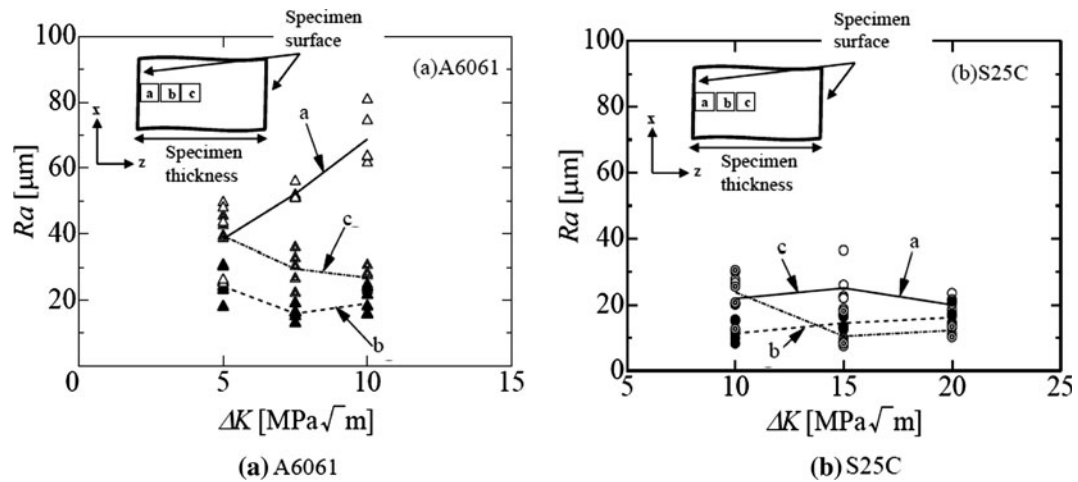 Specimen
surface
100
80
60
40
20
0
5
10
15
Ra [μm]
ΔK [MPa√m]
(a)A6061
a b c
x
z
Specimen
thickness
a
c
b
(a) A6061
Specimen
surface
100
80
60
40
20
0
5
10
15
20
25
Ra [μm]
ΔK [MPa√m]
(b)S25C
a b c
x
z
Specimen
thickness
c
a
b
(b) S25C